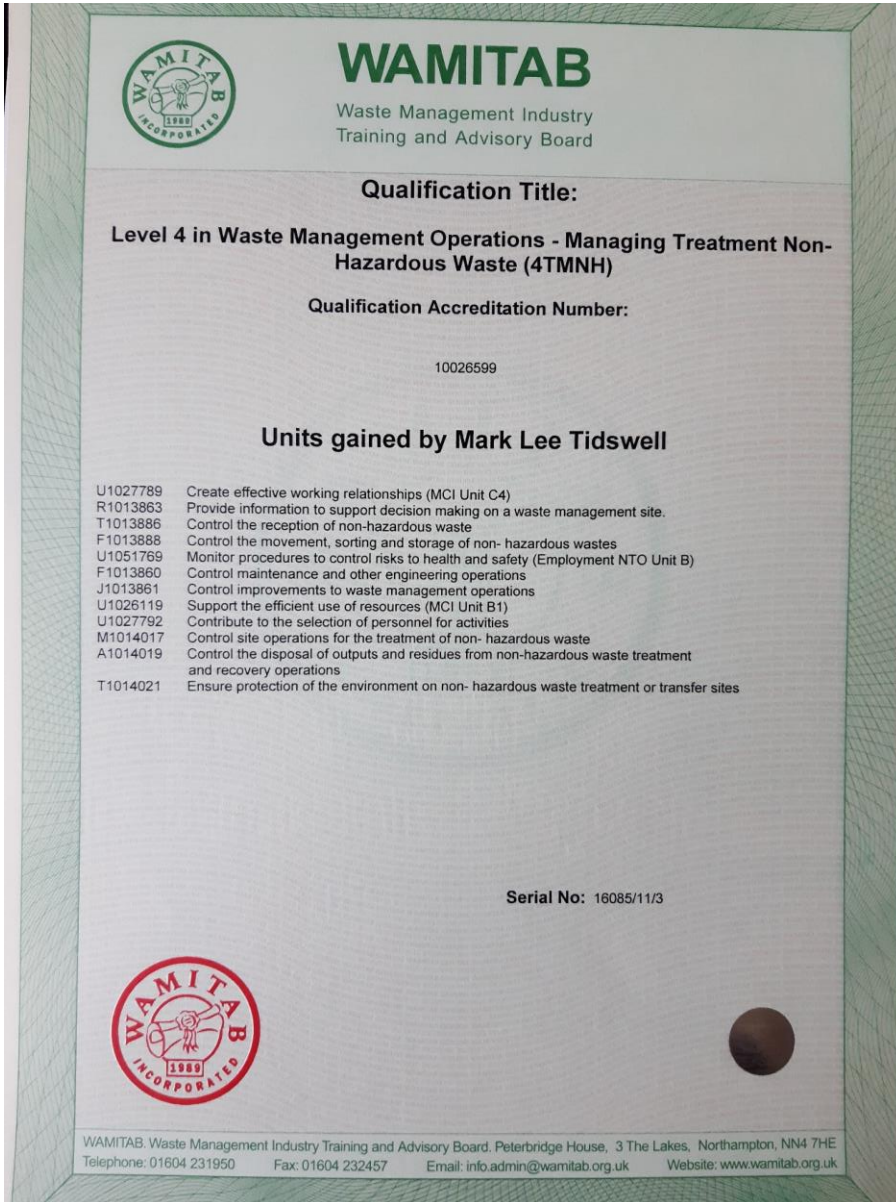 WAMITAB
INCORPORATED
1989
WAMITAB
Waste Management Industry
Training and Advisory Board
Qualification Title:
Level 4 in Waste Management Operations - Managing Treatment Non-
Hazardous Waste (4TMNH)
Qualification Accreditation Number:
10026599
Units gained by Mark Lee Tidswell
U1027789 Create effective working relationships (MCI Unit C4)
R1013863 Provide information to support decision making on a waste management site.
T1013886 Control the reception of non-hazardous waste
F1013888 Control the movement, sorting and storage of non- hazardous wastes
U1051769 Monitor procedures to control risks to health and safety (Employment NTO Unit B)
F1013860 Control maintenance and other engineering operations
J1013861 Control improvements to waste management operations
U1026119 Support the efficient use of resources (MCI Unit B1)
U1027792 Contribute to the selection of personnel for activities
M1014017 Control site operations for the treatment of non- hazardous waste
A1014019 Control the disposal of outputs and residues from non-hazardous waste treatment
and recovery operations
T1014021 Ensure protection of the environment on non- hazardous waste treatment or transfer sites
Serial No: 16085/11/3
WAMITAB
1989
INCORPORATED
WAMITAB. Waste Management Industry Training and Advisory Board. Peterbridge House, 3 The Lakes, Northampton, NN4 7HE
Telephone: 01604 231950 Fax: 01604 232457 Email: info.admin@wamitab.org.uk Website: www.wamitab.org.uk